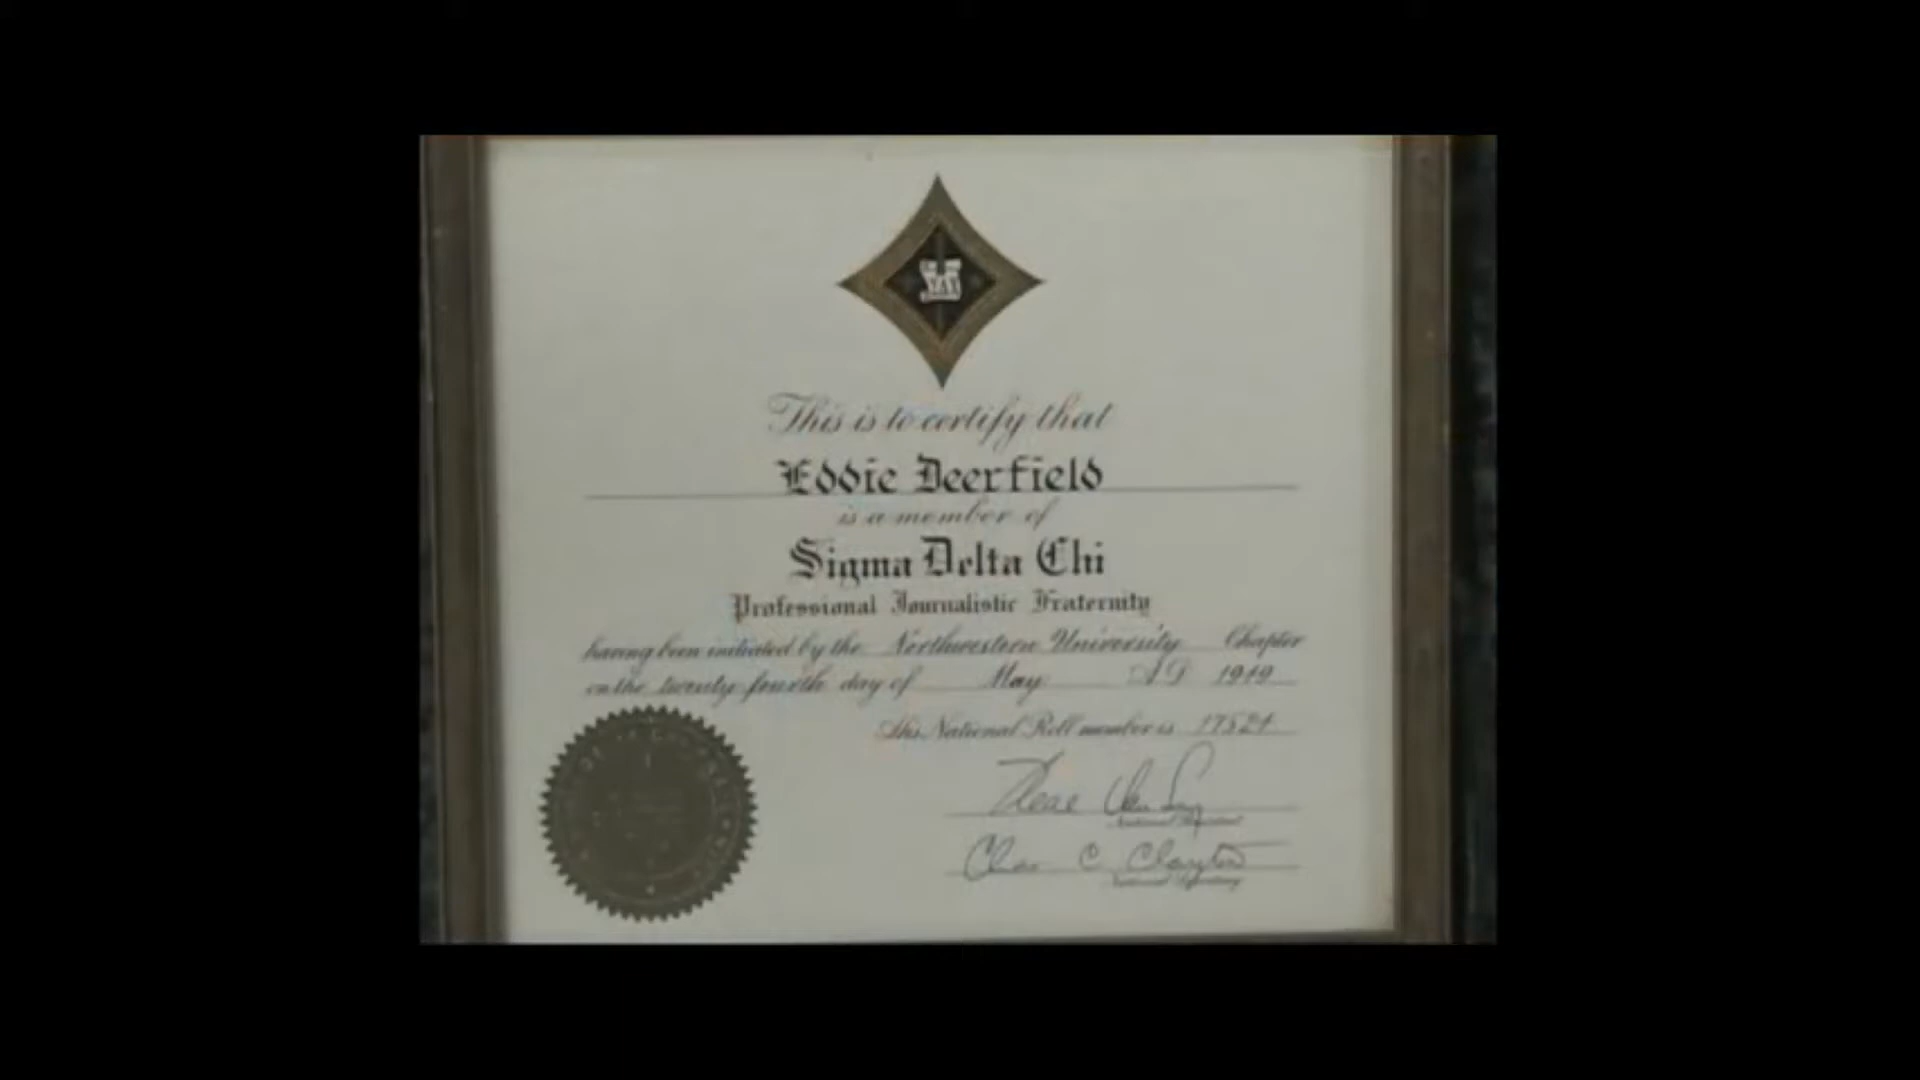 This is to certify that
Eddie Deerfield
is a member of
Sigma Delta Chi
Professional Journalistic Fraternity
having been initiated by the Northwestern University Chapter
on the twenty fourth day of May AD 1949
His National Roll number is
Chas C Clayton